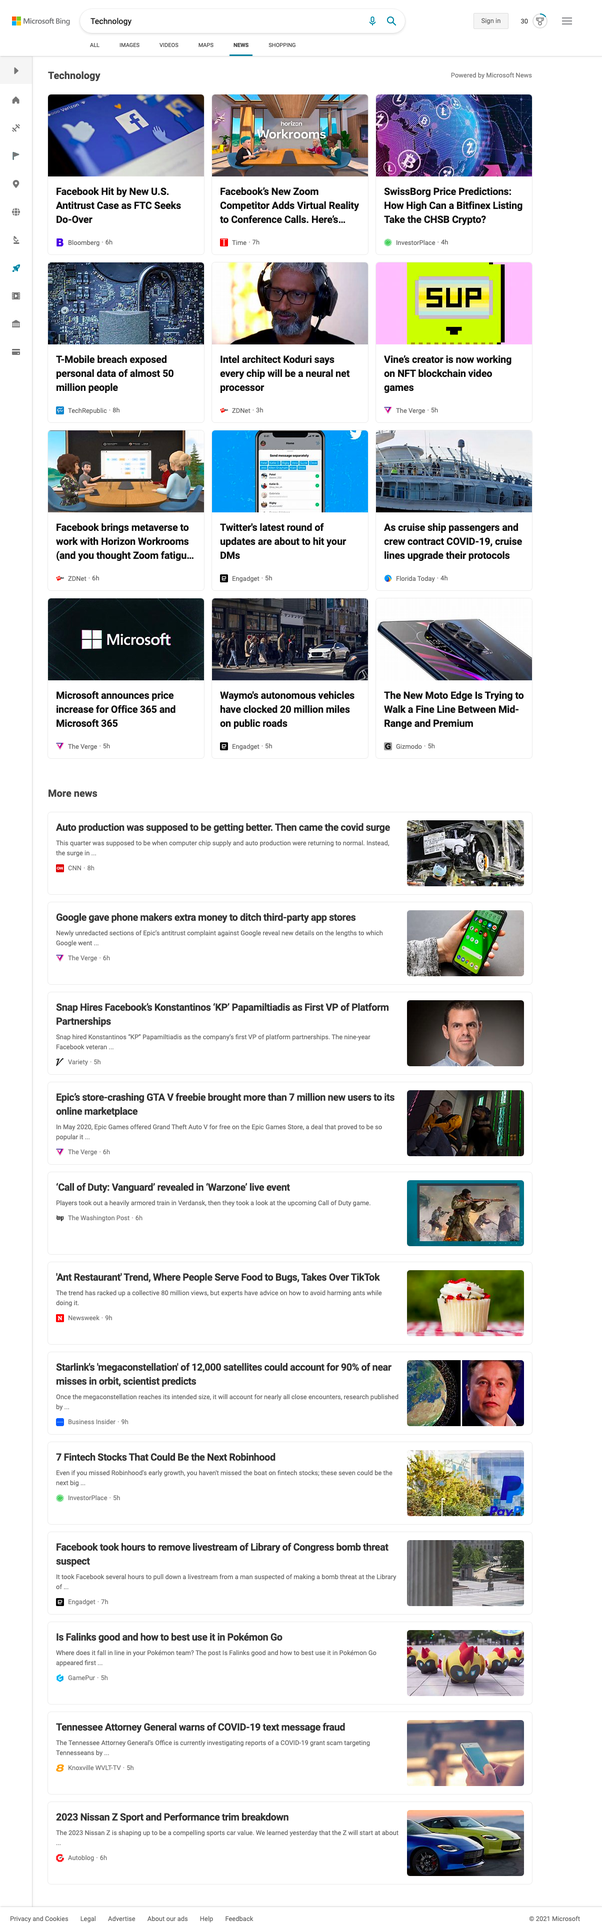 Microsoft Bing
Technology
Sign in
30
ALL
IMAGES
VIDEOS
MAPS
NEWS
SHOPPING
Technology
Powered by Microsoft News
Facebook Hit by New U.S.
Antitrust Case as FTC Seeks
Do-Over
Bloomberg · 6h
horizon
Workrooms
Facebook's New Zoom
Competitor Adds Virtual Reality
to Conference Calls. Here's...
Time · 7h
SwissBorg Price Predictions:
How High Can a Bitfinex Listing
Take the CHSB Crypto?
InvestorPlace · 4h
T-Mobile breach exposed
personal data of almost 50
million people
TechRepublic · 8h
Intel architect Koduri says
every chip will be a neural net
processor
ZDNet · 3h
SUP
Vine's creator is now working
on NFT blockchain video
games
The Verge · 5h
Facebook brings metaverse to
work with Horizon Workrooms
(and you thought Zoom fatigu...
ZDNet · 6h
Send message separately
Twitter's latest round of
updates are about to hit your
DMs
Engadget · 5h
As cruise ship passengers and
crew contract COVID-19, cruise
lines upgrade their protocols
Florida Today · 4h
Microsoft
Microsoft announces price
increase for Office 365 and
Microsoft 365
The Verge · 5h
Waymo's autonomous vehicles
have clocked 20 million miles
on public roads
Engadget · 5h
The New Moto Edge Is Trying to
Walk a Fine Line Between Mid-
Range and Premium
Gizmodo · 5h
More news
Auto production was supposed to be getting better. Then came the covid surge
This quarter was supposed to be when computer chip supply and auto production were returning to normal. Instead,
the surge in ...
CNN · 8h
Google gave phone makers extra money to ditch third-party app stores
Newly unredacted sections of Epic's antitrust complaint against Google reveal new details on the lengths to which
Google went ...
The Verge · 6h
Snap Hires Facebook's Konstantinos 'KP' Papamiltiadis as First VP of Platform
Partnerships
Snap hired Konstantinos "KP" Papamiltiadis as the company's first VP of platform partnerships. The nine-year
Facebook veteran ...
Variety · 5h
Epic's store-crashing GTA V freebie brought more than 7 million new users to its
online marketplace
In May 2020, Epic Games offered Grand Theft Auto V for free on the Epic Games Store, a deal that proved to be so
popular it ...
The Verge · 6h
'Call of Duty: Vanguard' revealed in 'Warzone' live event
Players took out a heavily armored train in Verdansk, then they took a look at the upcoming Call of Duty game.
The Washington Post · 6h
'Ant Restaurant' Trend, Where People Serve Food to Bugs, Takes Over TikTok
The trend has racked up a collective 80 million views, but experts have advice on how to avoid harming ants while
doing it.
Newsweek · 9h
Starlink's 'megaconstellation' of 12,000 satellites could account for 90% of near
misses in orbit, scientist predicts
Once the megaconstellation reaches its intended size, it will account for nearly all close encounters, research published
by ...
Business Insider · 9h
7 Fintech Stocks That Could Be the Next Robinhood
Even if you missed Robinhood's early growth, you haven't missed the boat on fintech stocks; these seven could be the
next big ...
InvestorPlace · 5h
PayP
Facebook took hours to remove livestream of Library of Congress bomb threat
suspect
It took Facebook several hours to pull down a livestream from a man suspected of making a bomb threat at the Library
of ...
Engadget · 7h
Is Falinks good and how to best use it in Pokémon Go
Where does it fall in line in your Pokémon team? The post Is Falinks good and how to best use it in Pokémon Go
appeared first ...
GamePur · 5h
Tennessee Attorney General warns of COVID-19 text message fraud
The Tennessee Attorney General's Office is currently investigating reports of a COVID-19 grant scam targeting
Tennesseans by ...
Knoxville WVLT-TV · 5h
2023 Nissan Z Sport and Performance trim breakdown
The 2023 Nissan Z is shaping up to be a compelling sports car value. We learned yesterday that the Z will start at about
...
Autoblog · 6h
Privacy and Cookies
Legal
Advertise
About our ads
Help
Feedback
© 2021 Microsoft